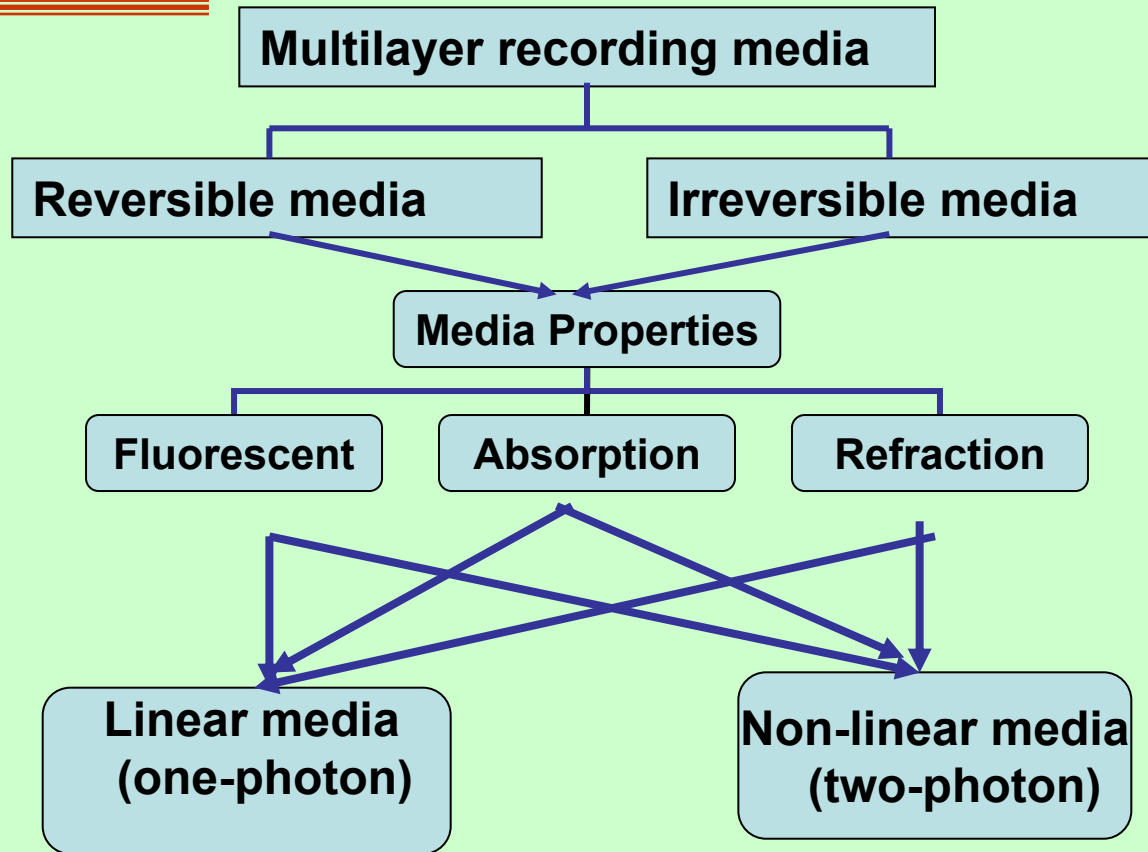 Multilayer recording media
Reversible media
Irreversible media
Media Properties
Fluorescent
Absorption
Refraction
Linear media
(one-photon)
Non-linear media
(two-photon)